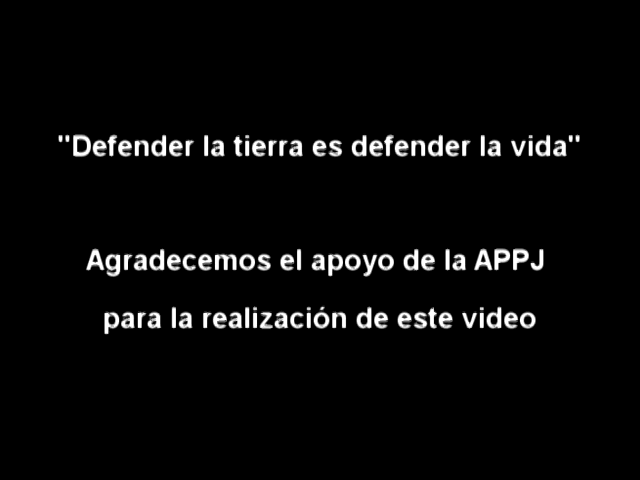 "Defender la tierra es defender la vida"
Agradecemos el apoyo de la APPJ
para la realización de este video